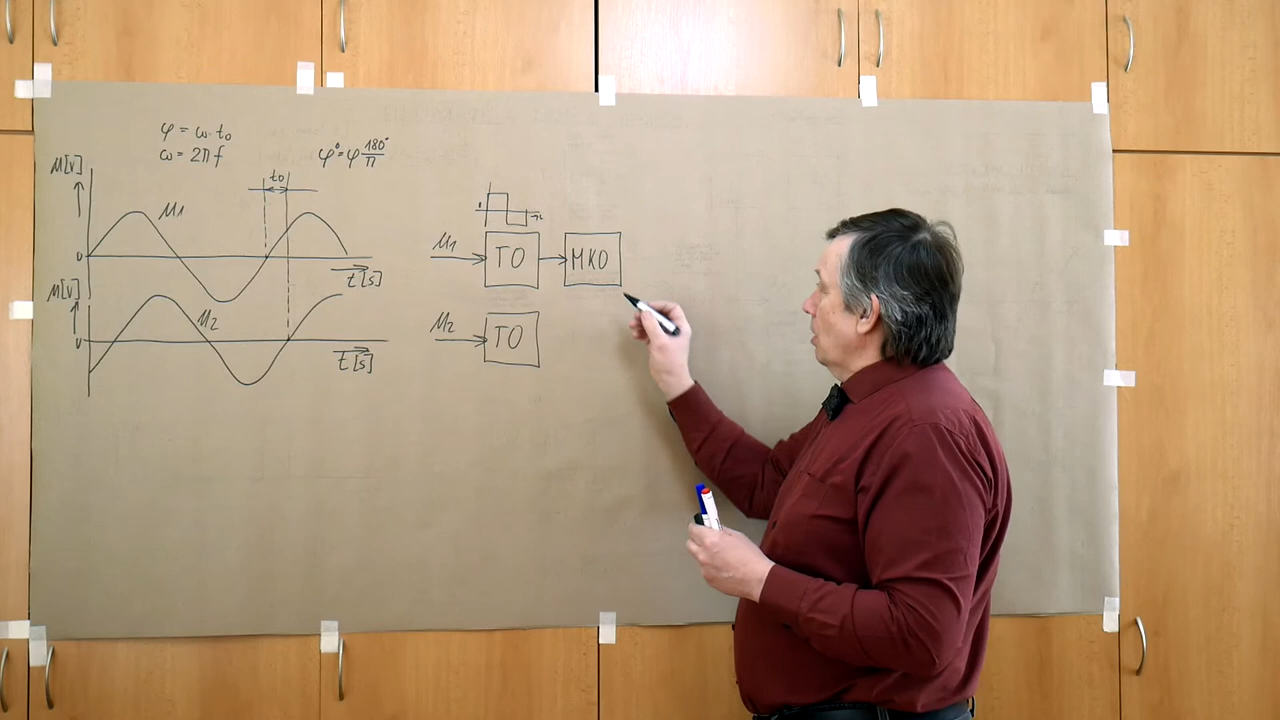 φ = ω·t₀
ω = 2πf
φ° = φ 180°/π
u[v]
t₀
u₁
0
t[s]
u[v]
u₂
0
t[s]
u₁
TO
MKO
u₂
TO